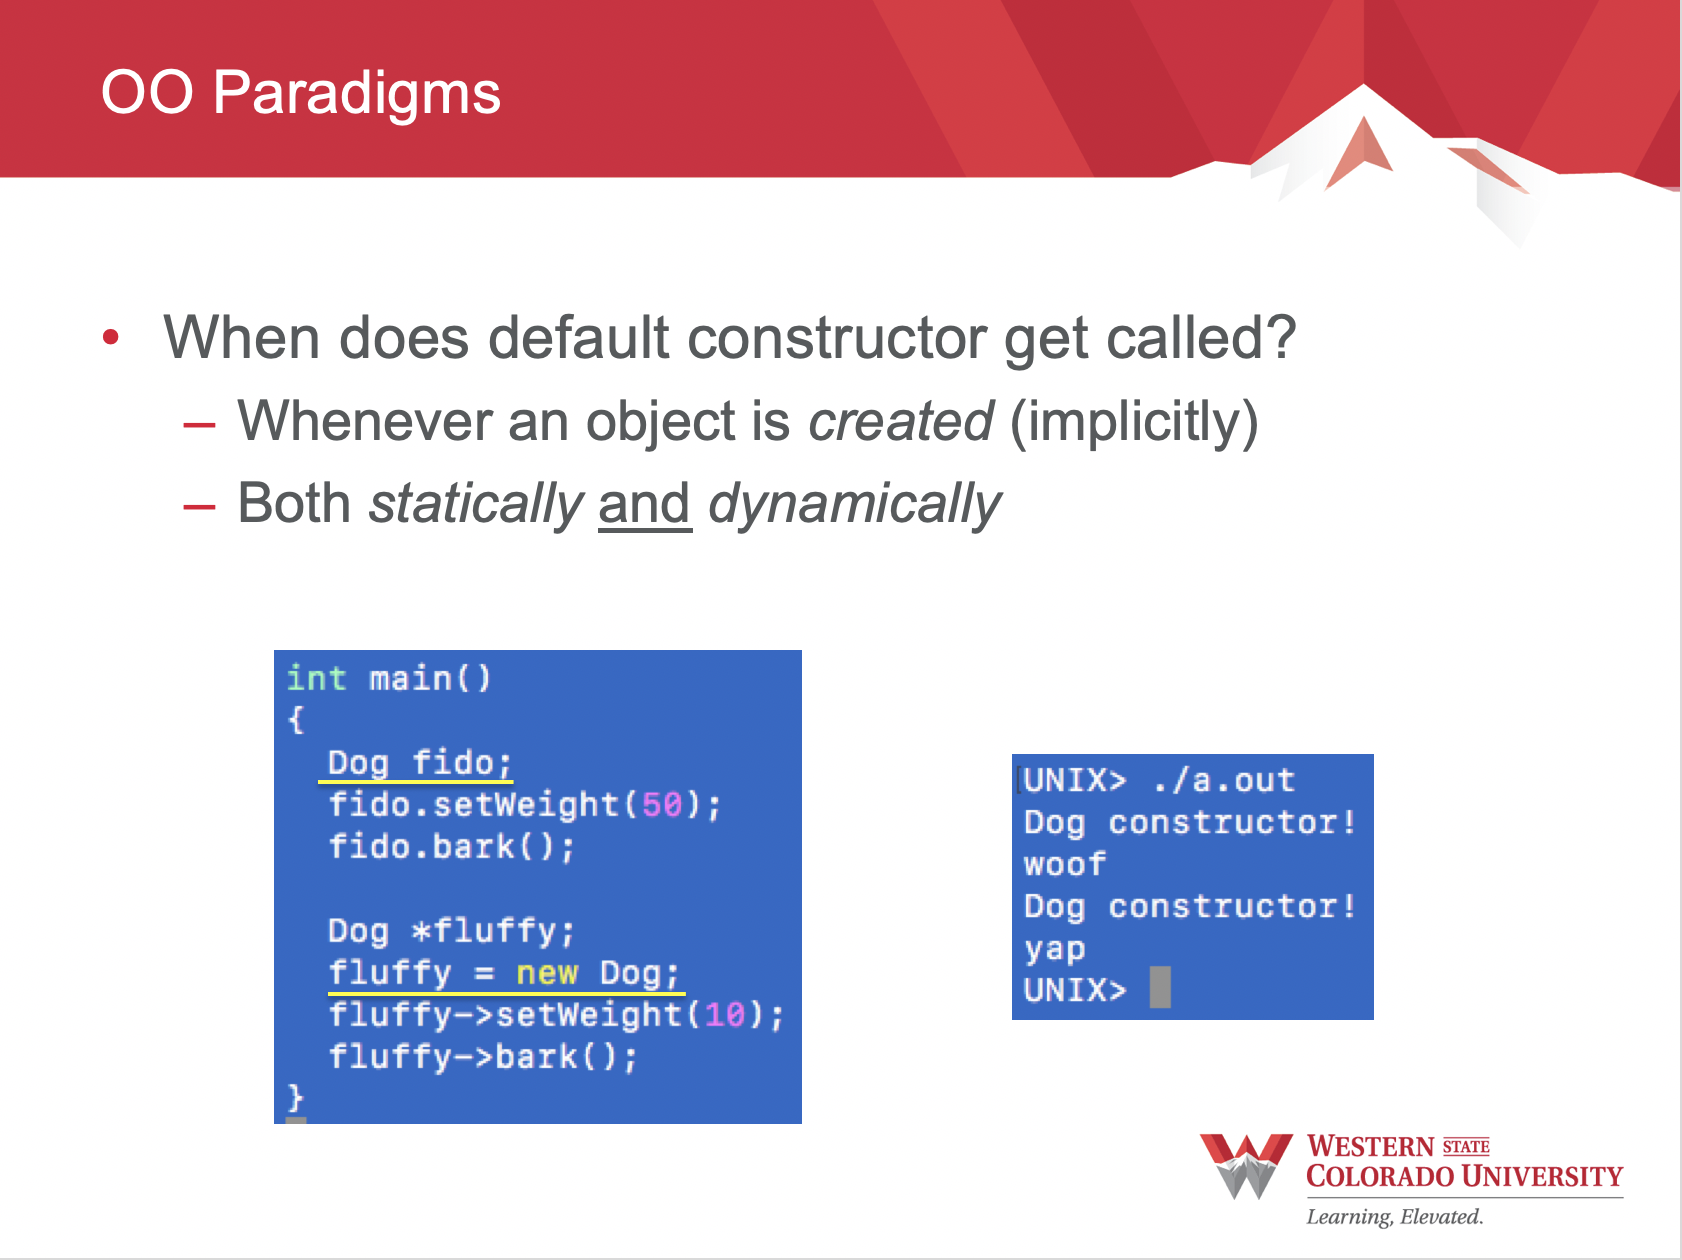 OO Paradigms
• When does default constructor get called?
– Whenever an object is created (implicitly)
– Both statically and dynamically
int main()
{
  Dog fido;
  fido.setWeight(50);
  fido.bark();

  Dog *fluffy;
  fluffy = new Dog;
  fluffy->setWeight(10);
  fluffy->bark();
}
UNIX> ./a.out
Dog constructor!
woof
Dog constructor!
yap
UNIX>
WESTERN STATE
COLORADO UNIVERSITY
Learning, Elevated.